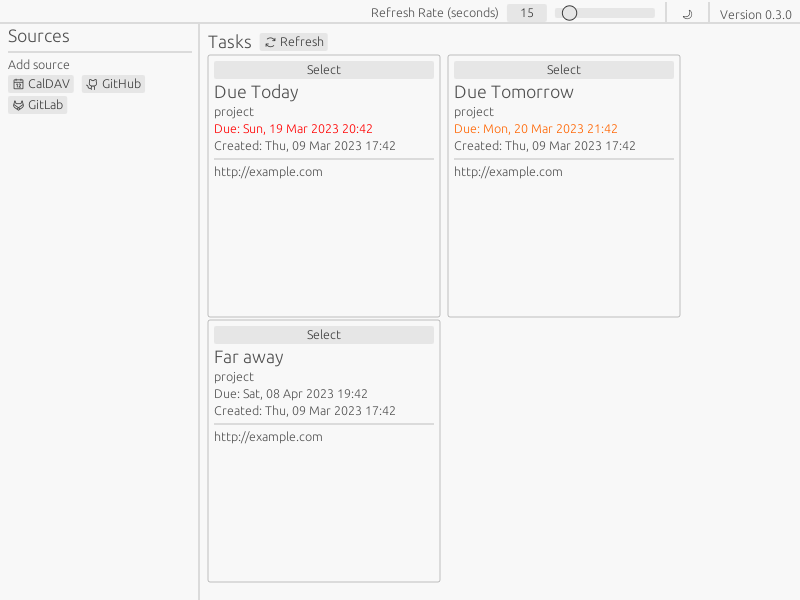 Refresh Rate (seconds) 15 Version 0.3.0
Sources
Add source
CalDAV GitHub
GitLab
Tasks Refresh
Select
Due Today
project
Due: Sun, 19 Mar 2023 20:42
Created: Thu, 09 Mar 2023 17:42
http://example.com
Select
Due Tomorrow
project
Due: Mon, 20 Mar 2023 21:42
Created: Thu, 09 Mar 2023 17:42
http://example.com
Select
Far away
project
Due: Sat, 08 Apr 2023 19:42
Created: Thu, 09 Mar 2023 17:42
http://example.com